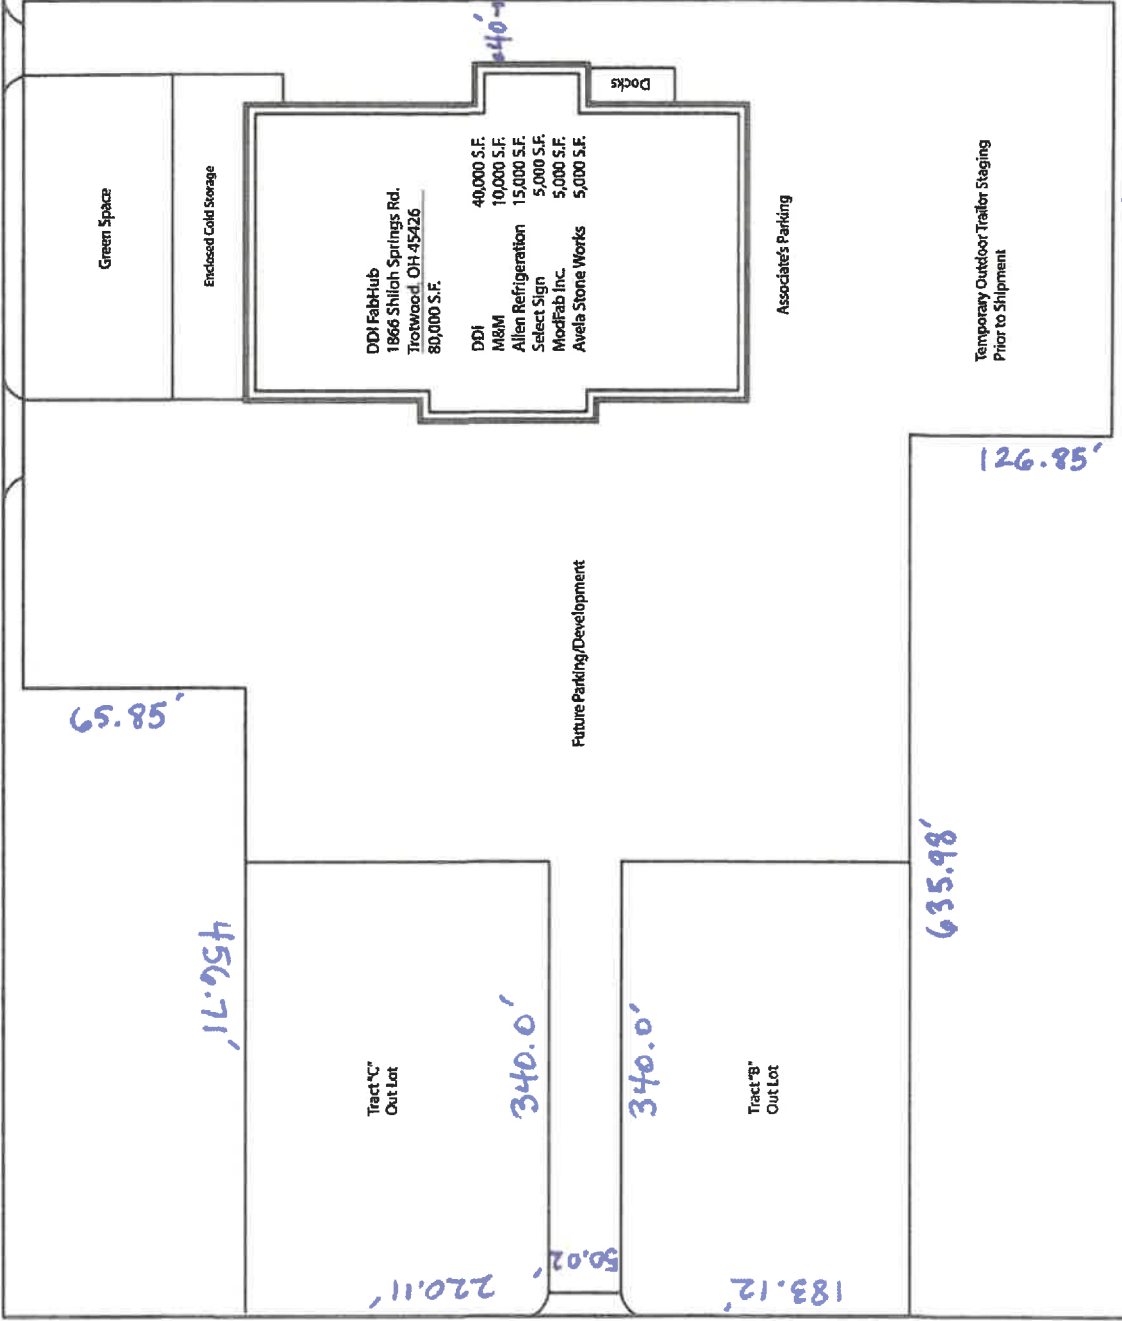 Green Space
Enclosed Cold Storage
DDI FabHub
1866 Shiloh Springs Rd.
Trotwood, OH 45426
80,000 S.F.
DDI 40,000 S.F.
M&M 10,000 S.F.
Allen Refrigeration 15,000 S.F.
Select Sign 5,000 S.F.
ModFab Inc. 5,000 S.F.
Avela Stone Works 5,000 S.F.
Docks
Associate's Parking
Temporary Outdoor Trailor Staging
Prior to Shipment
Future Parking/Development
Tract "C"
Out Lot
Tract "B"
Out Lot
65.85'
456.71'
340.0'
340.0'
220.11'
50.02'
183.12'
635.98'
126.85'